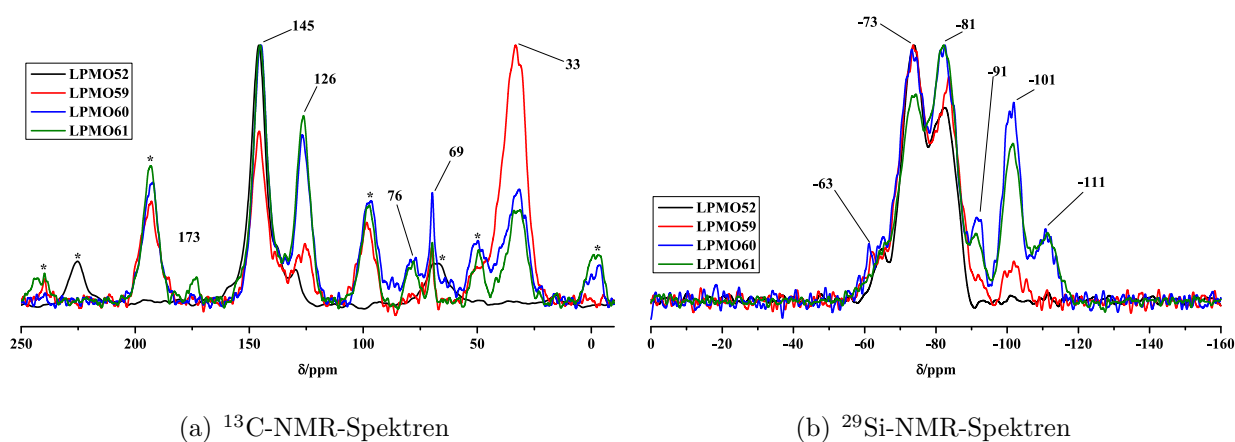 145
126
33
LPMO52
LPMO59
LPMO60
LPMO61
*
*
173
*
*
76
69
*
*
*
250
200
150
100
50
0
δ/ppm
(a) ¹³C-NMR-Spektren
-73
-81
-91
-101
-63
-111
LPMO52
LPMO59
LPMO60
LPMO61
0
-20
-40
-60
-80
-100
-120
-140
-160
δ/ppm
(b) ²⁹Si-NMR-Spektren